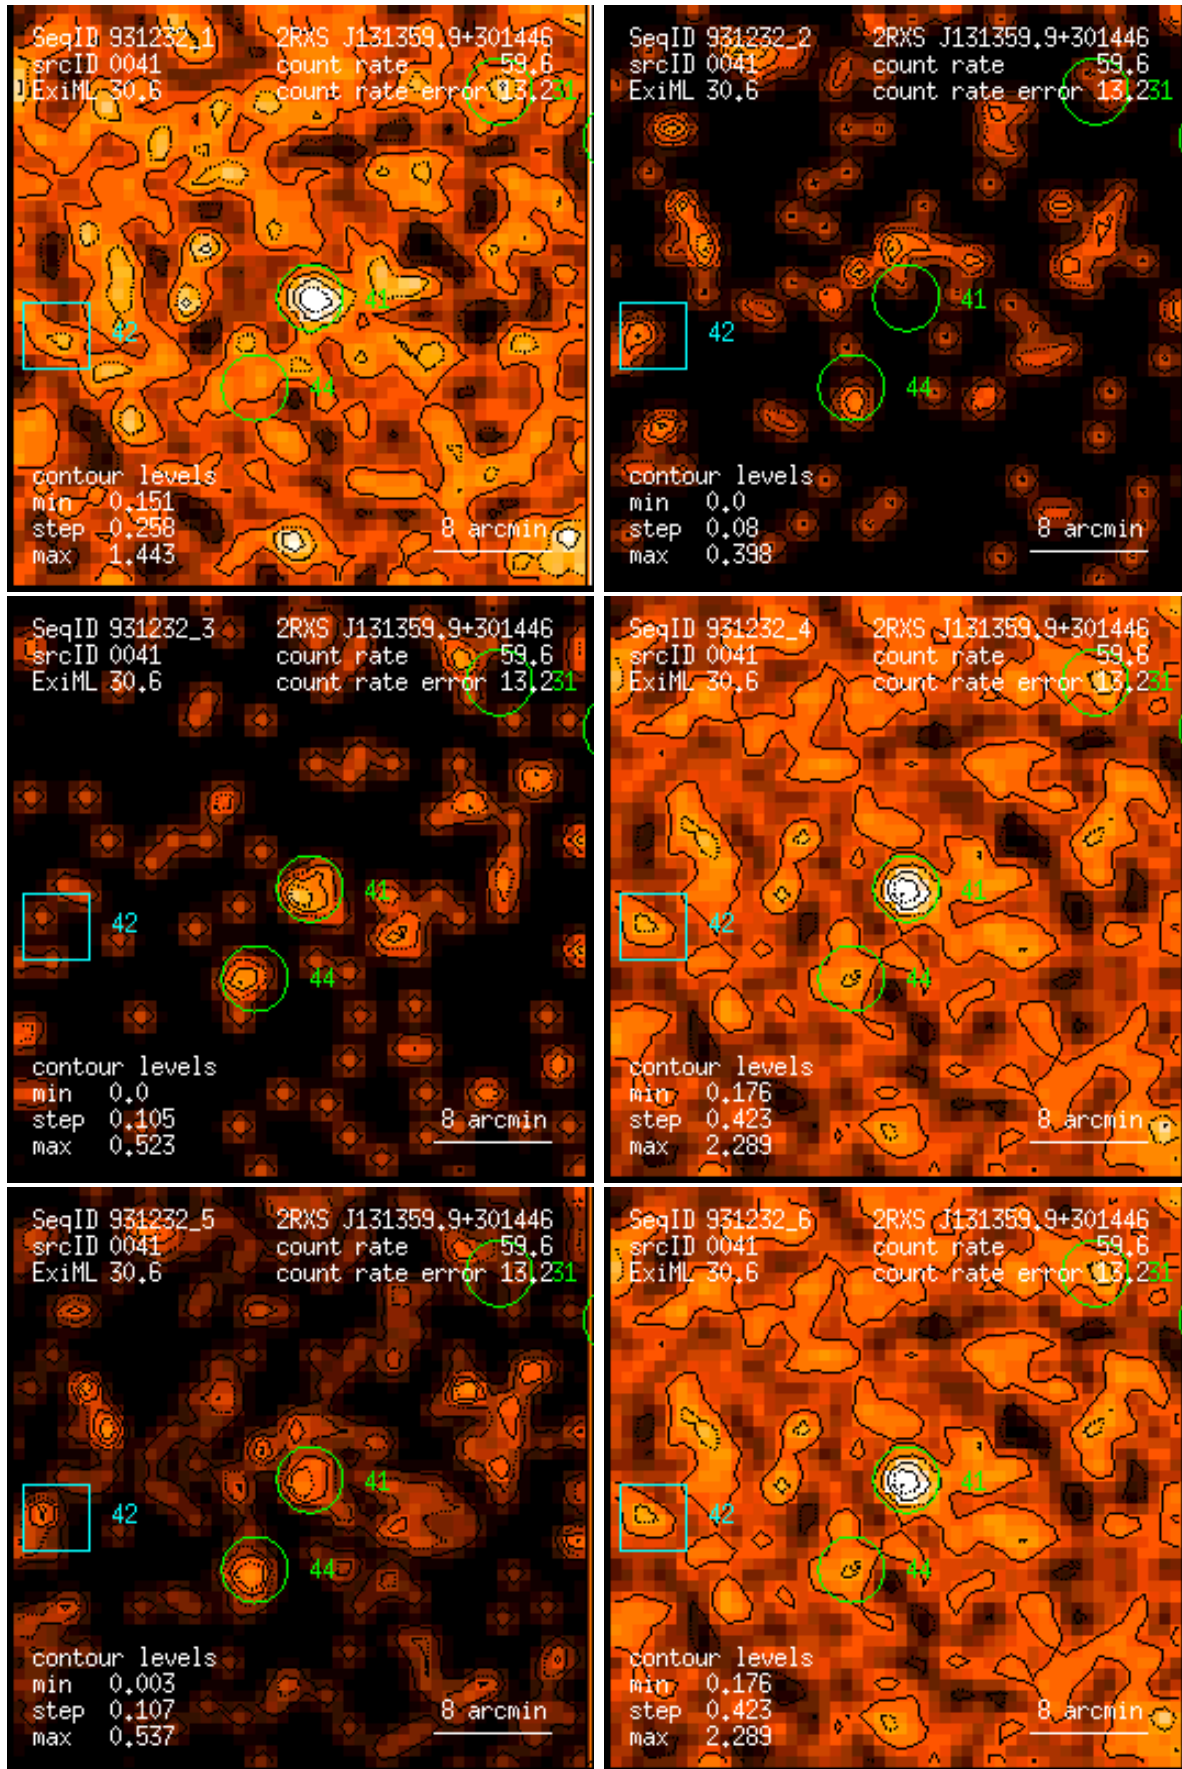 SeqID 931232_1 2RXS J131359.9+301446
srcID 0041 count rate 59.6
ExiML 30.6 count rate error 13.2 31
41
42
44
contour levels
min 0.151
step 0.258 8 arcmin
max 1.443
SeqID 931232_2 2RXS J131359.9+301446
srcID 0041 count rate 59.6
ExiML 30.6 count rate error 13.2 31
41
42
44
contour levels
min 0.0
step 0.08 8 arcmin
max 0.398
SeqID 931232_3 2RXS J131359.9+301446
srcID 0041 count rate 59.6
ExiML 30.6 count rate error 13.2 31
41
42
44
contour levels
min 0.0
step 0.105 8 arcmin
max 0.523
SeqID 931232_4 2RXS J131359.9+301446
srcID 0041 count rate 59.6
ExiML 30.6 count rate error 13.2 31
41
42
44
contour levels
min 0.176
step 0.423 8 arcmin
max 2.289
SeqID 931232_5 2RXS J131359.9+301446
srcID 0041 count rate 59.6
ExiML 30.6 count rate error 13.2 31
41
42
44
contour levels
min 0.003
step 0.107 8 arcmin
max 0.537
SeqID 931232_6 2RXS J131359.9+301446
srcID 0041 count rate 59.6
ExiML 30.6 count rate error 13.2 31
41
42
44
contour levels
min 0.176
step 0.423 8 arcmin
max 2.289